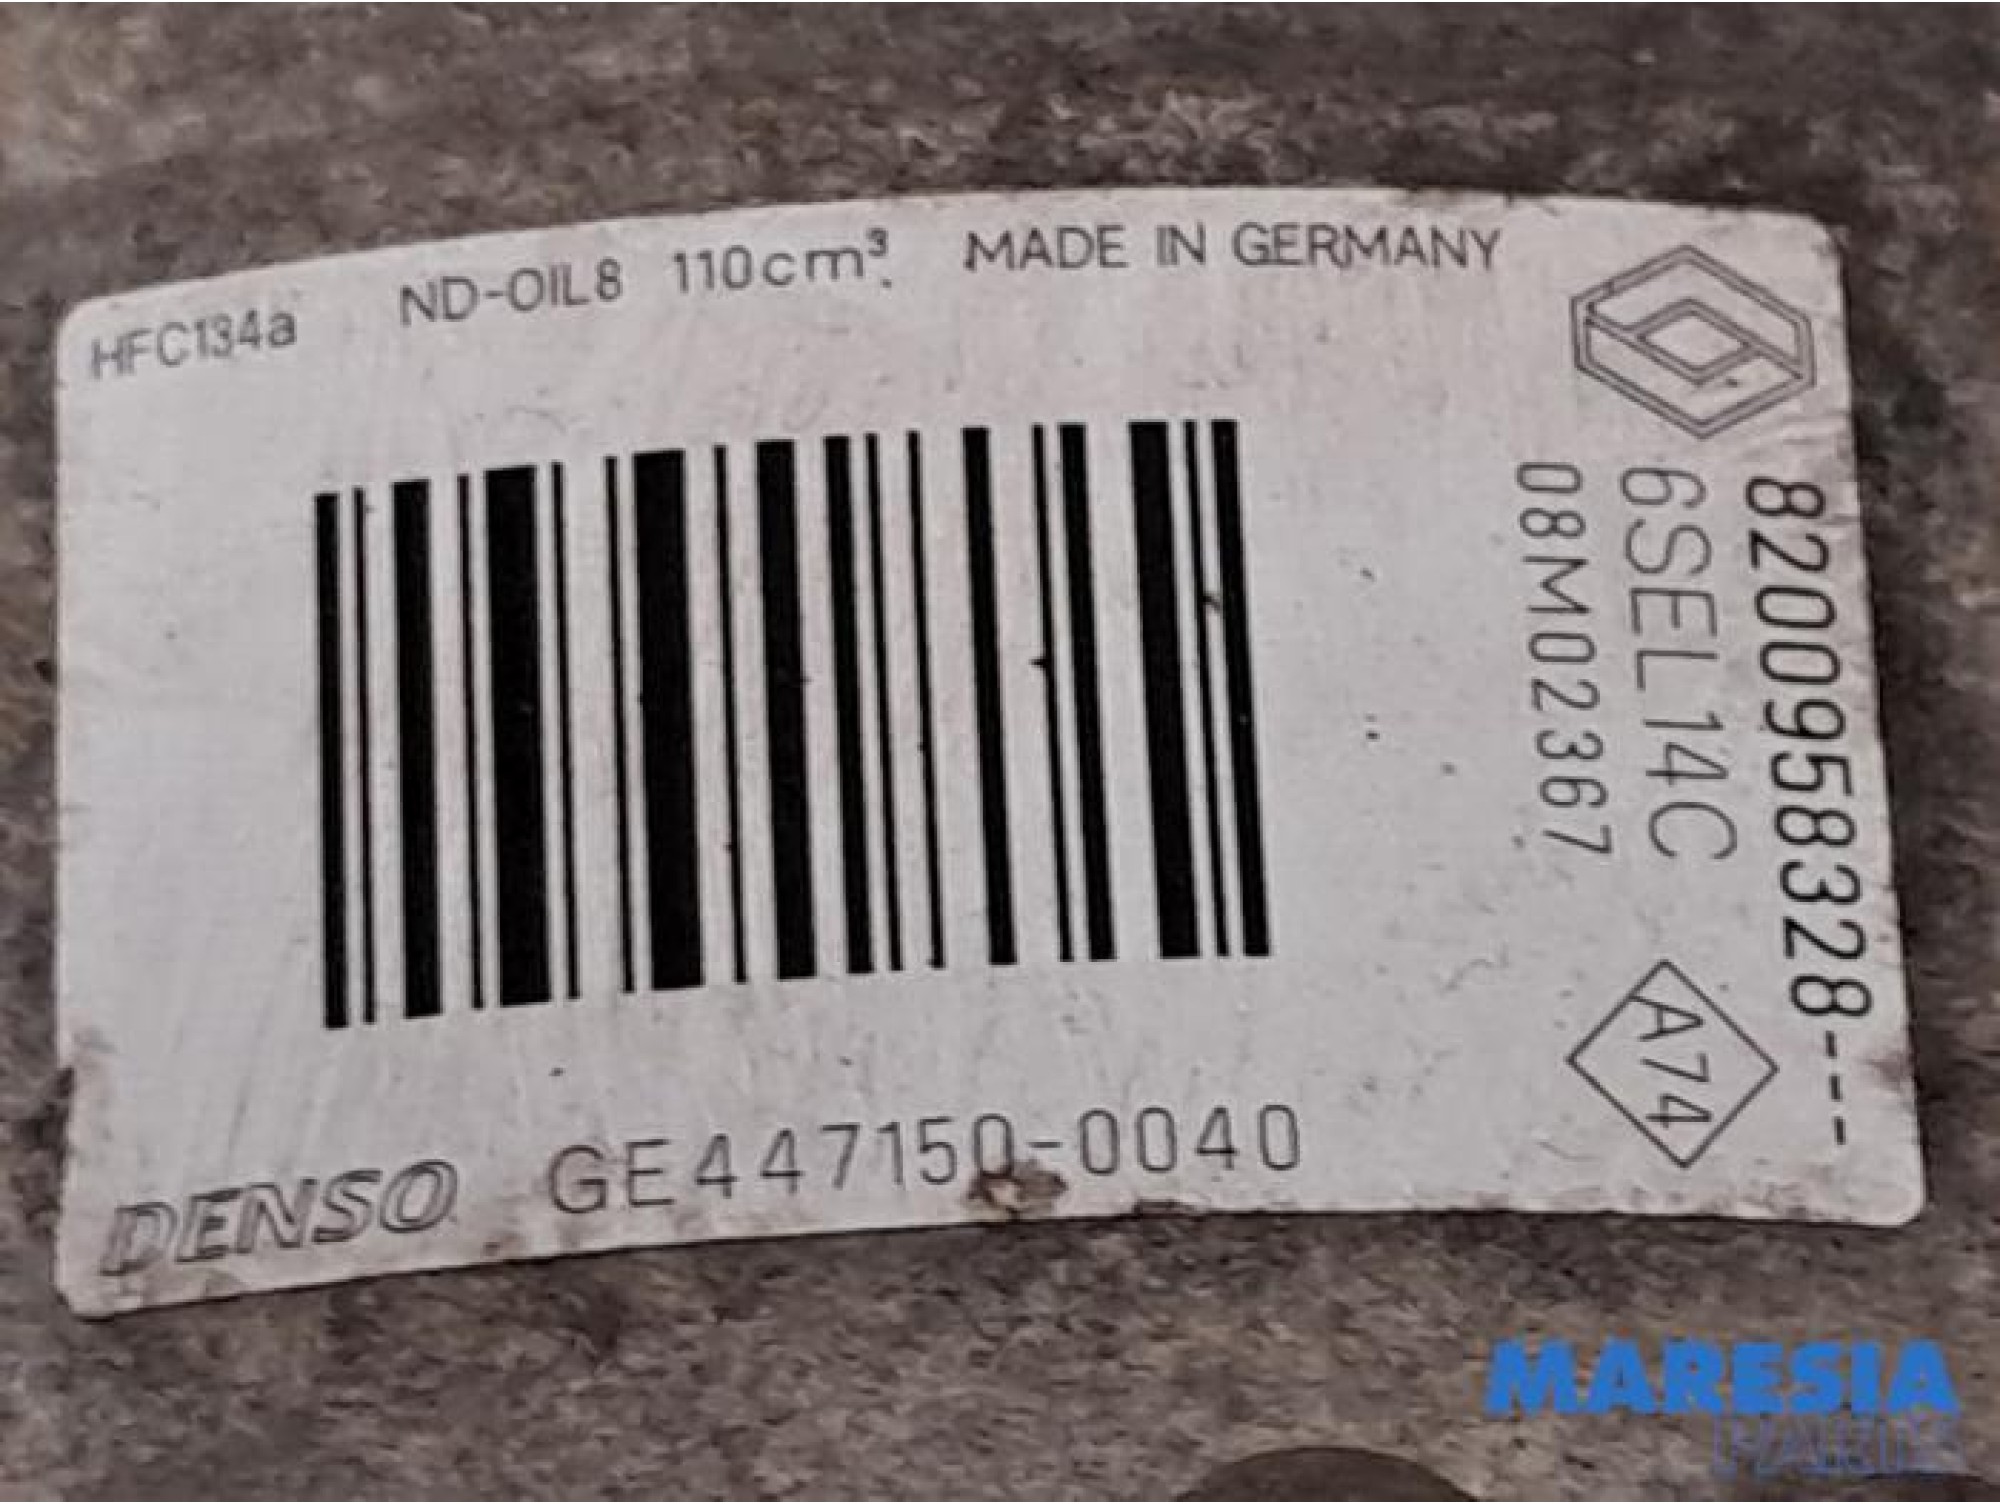 HFC134a ND-OIL8 110cm³. MADE IN GERMANY
8200958328---
6SEL14C
08M02367
A74
DENSO GE447150-0040
MARESIA
PARTS